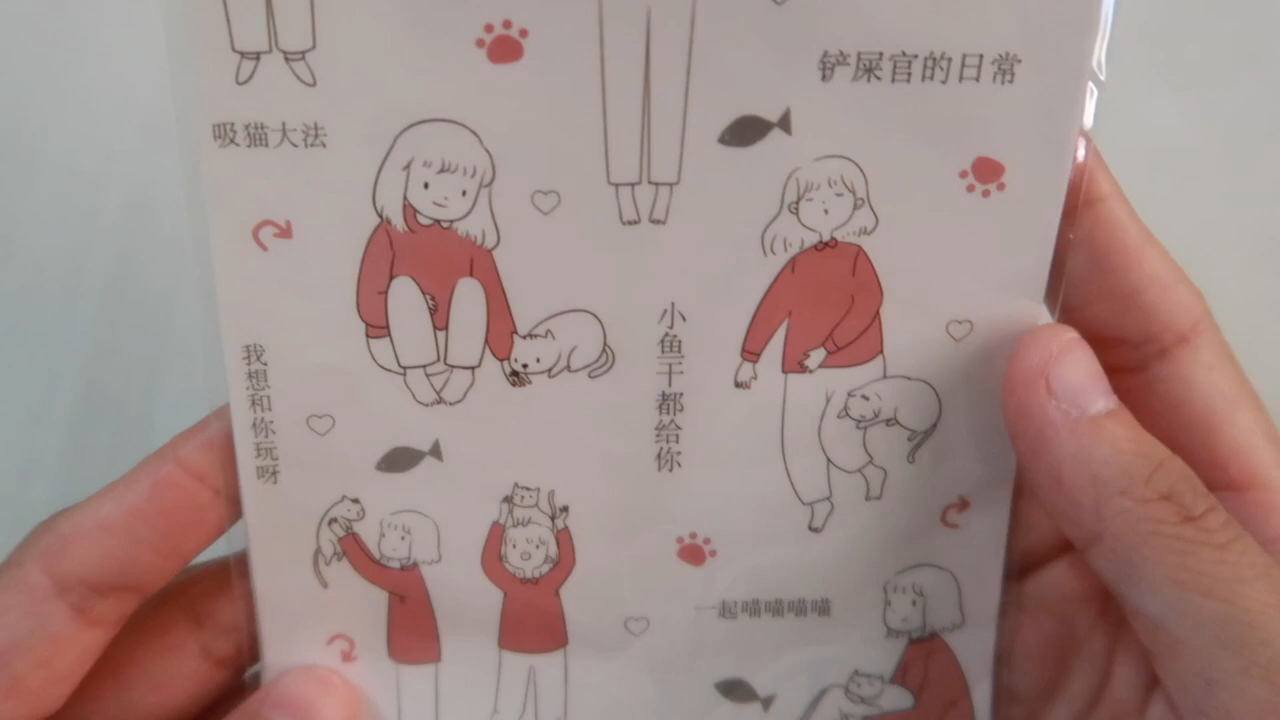 铲屎官的日常
吸猫大法
小鱼干都给你
我想和你玩呀
一起喵喵喵喵